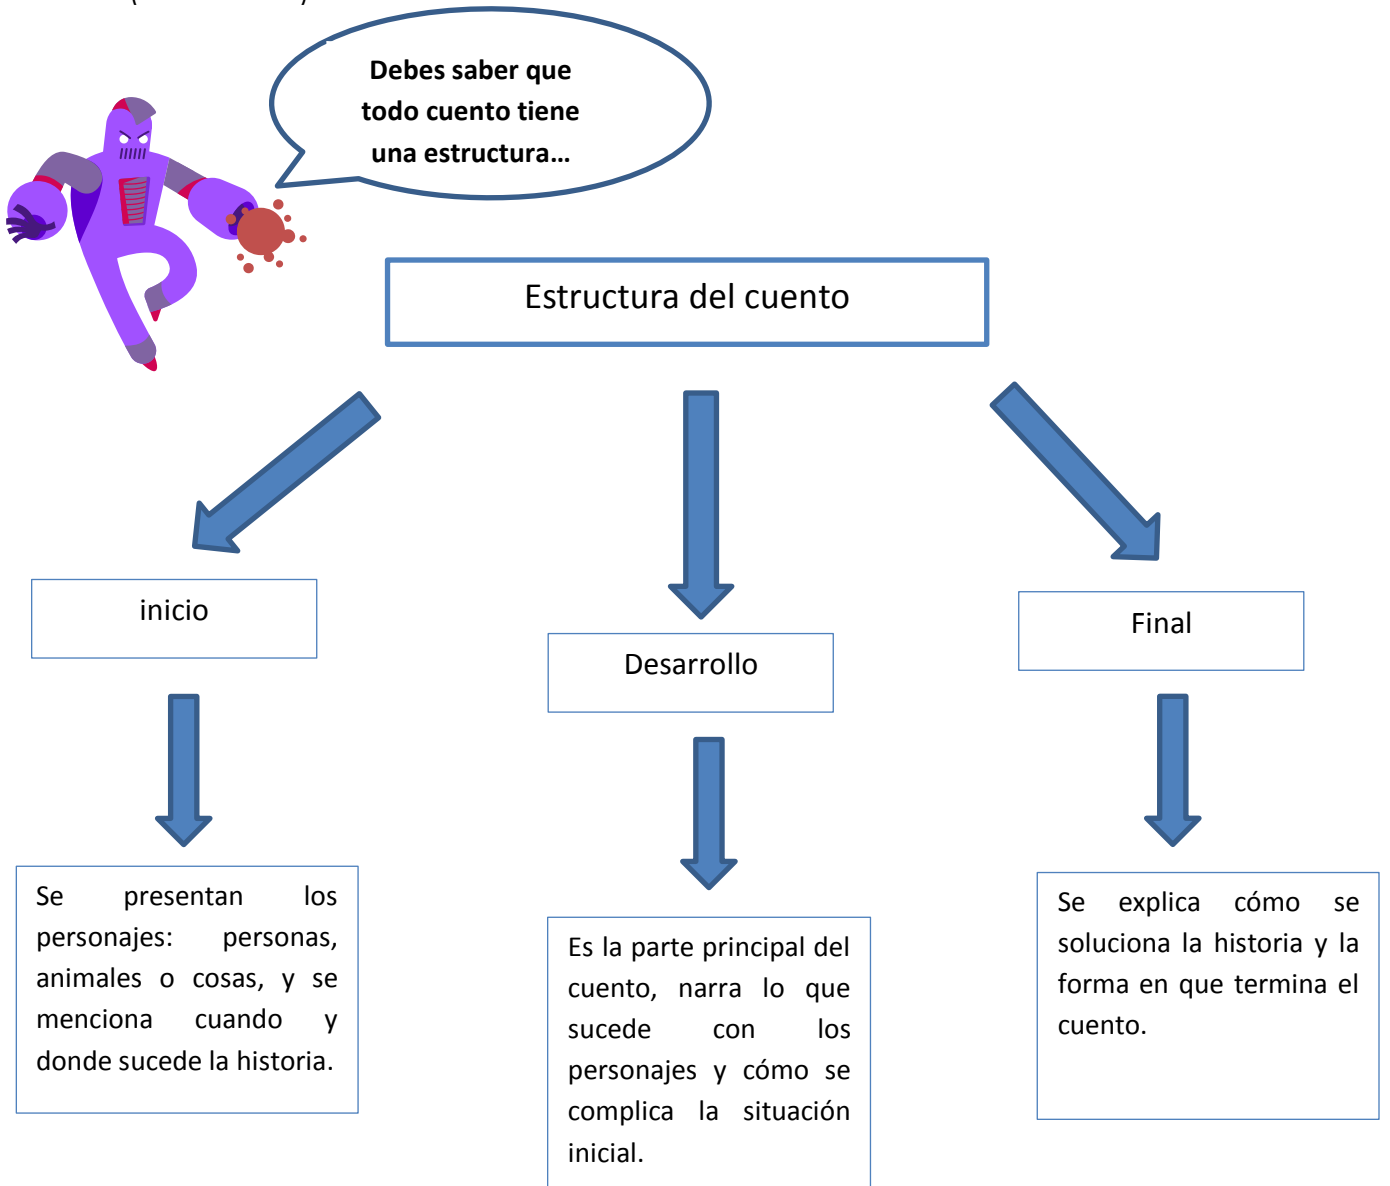 Debes saber que
todo cuento tiene
una estructura...
Estructura del cuento
inicio
Desarrollo
Final
Se presentan los
personajes: personas,
animales o cosas, y se
menciona cuando y
donde sucede la historia.
Es la parte principal del
cuento, narra lo que
sucede con los
personajes y cómo se
complica la situación
inicial.
Se explica cómo se
soluciona la historia y la
forma en que termina el
cuento.